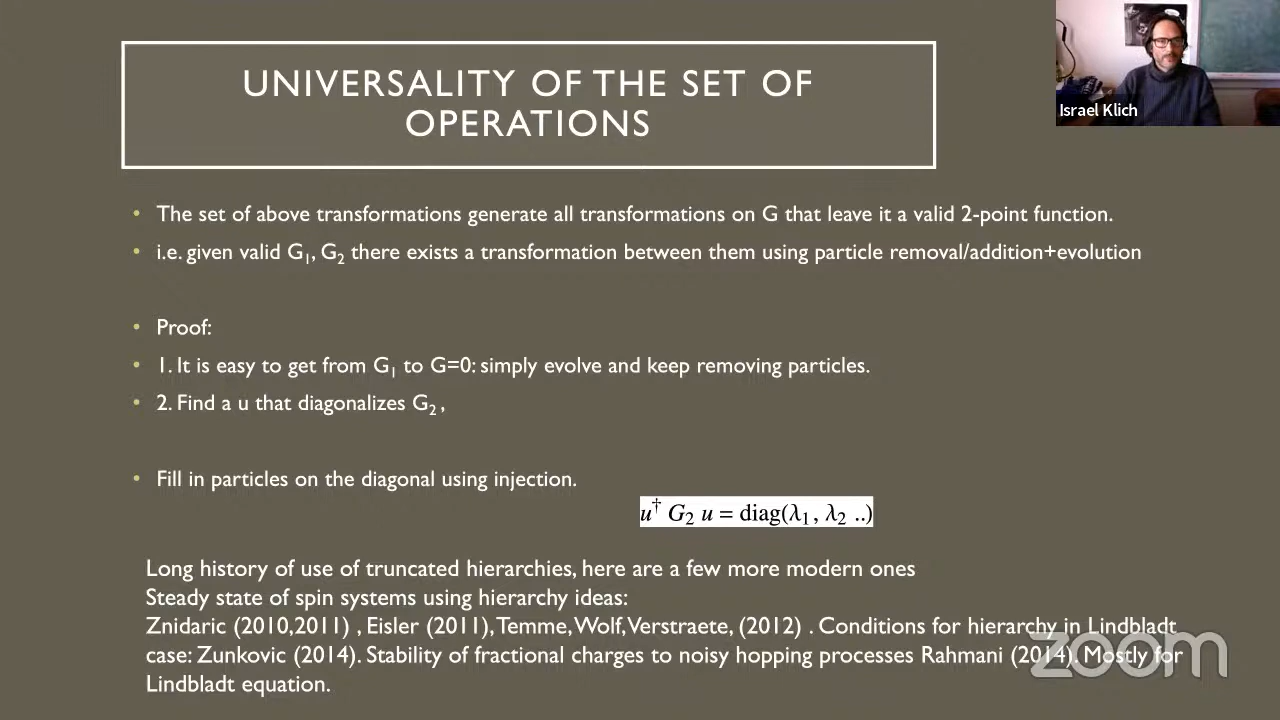 UNIVERSALITY OF THE SET OF
OPERATIONS
Israel Klich
• The set of above transformations generate all transformations on G that leave it a valid 2-point function.
• i.e. given valid G₁, G₂ there exists a transformation between them using particle removal/addition+evolution
• Proof:
• 1. It is easy to get from G₁ to G=0: simply evolve and keep removing particles.
• 2. Find a u that diagonalizes G₂ ,
• Fill in particles on the diagonal using injection.
u† G₂ u = diag(λ₁, λ₂ ..)
Long history of use of truncated hierarchies, here are a few more modern ones
Steady state of spin systems using hierarchy ideas:
Znidaric (2010,2011) , Eisler (2011), Temme, Wolf, Verstraete, (2012) . Conditions for hierarchy in Lindbladt
case: Zunkovic (2014). Stability of fractional charges to noisy hopping processes Rahmani (2014). Mostly for
Lindbladt equation.
zoom